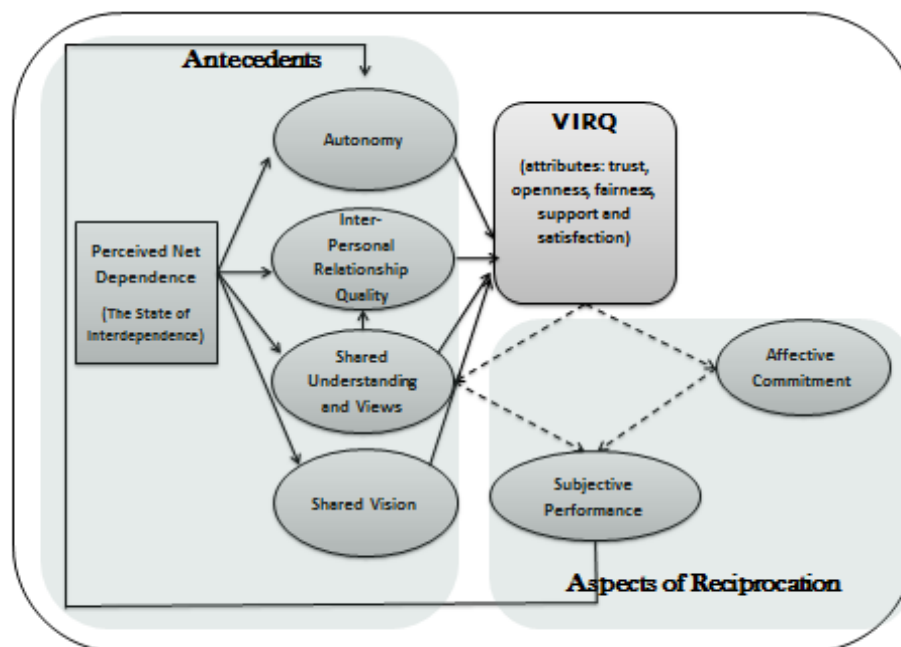 Antecedents
Autonomy
VIRQ
(attributes: trust,
openness, fairness,
support and
satisfaction)
Inter-
Personal
Relationship
Quality
Perceived Net
Dependence
(The State of
Interdependence)
Shared
Understanding
and Views
Affective
Commitment
Shared Vision
Subjective
Performance
Aspects of Reciprocation